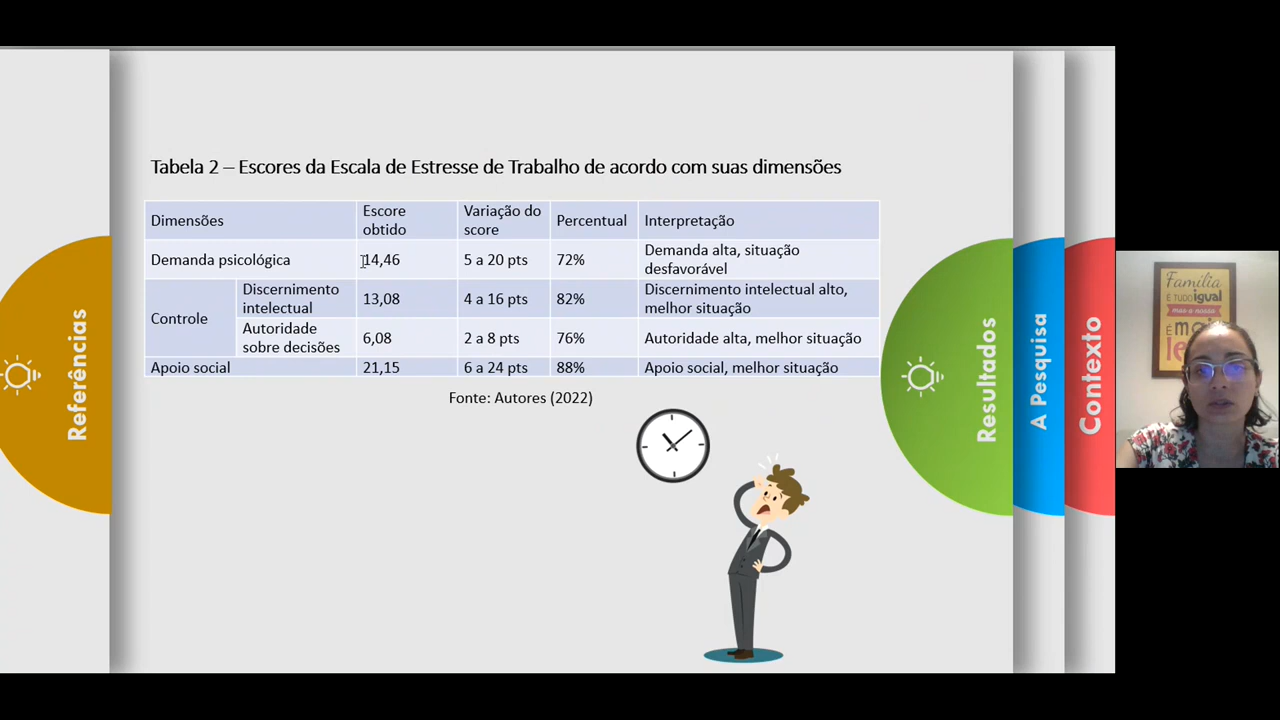 Tabela 2 – Escores da Escala de Estresse de Trabalho de acordo com suas dimensões
Dimensões
Escore
obtido
Variação do
score
Percentual
Interpretação
Demanda psicológica
14,46
5 a 20 pts
72%
Demanda alta, situação
desfavorável
Controle
Discernimento
intelectual
13,08
4 a 16 pts
82%
Discernimento intelectual alto,
melhor situação
Autoridade
sobre decisões
6,08
2 a 8 pts
76%
Autoridade alta, melhor situação
Apoio social
21,15
6 a 24 pts
88%
Apoio social, melhor situação
Fonte: Autores (2022)
Referências
Resultados
A Pesquisa
Contexto
Família
É TUDO igual
mas a nossa
É